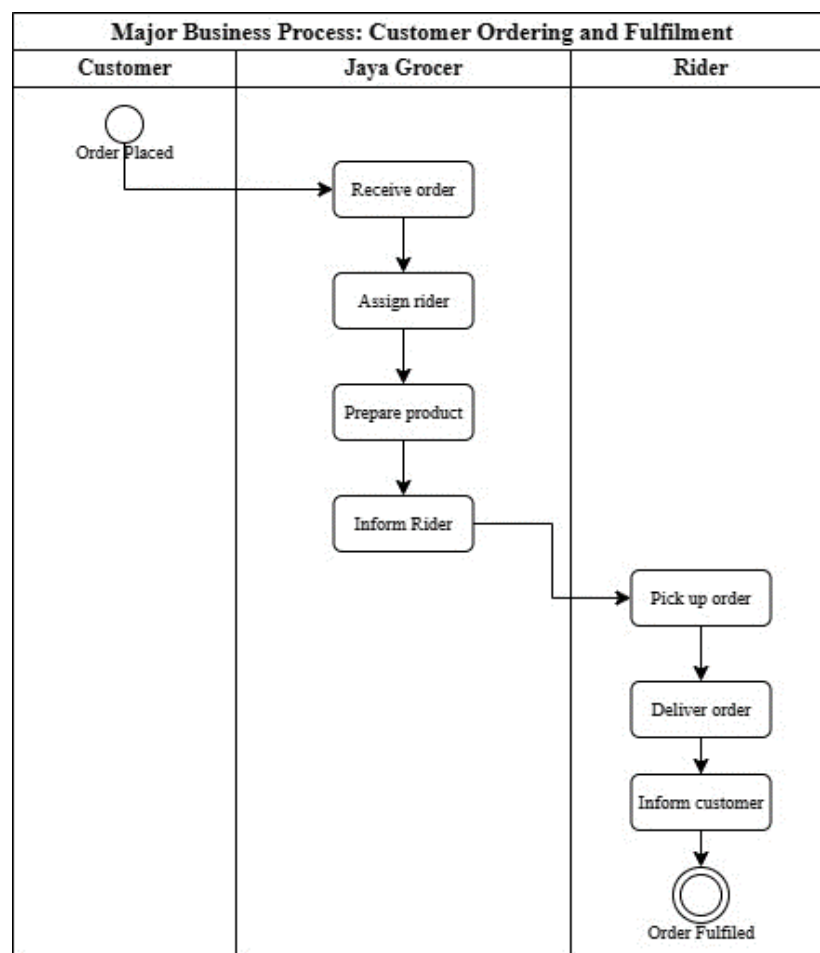 Major Business Process: Customer Ordering and Fulfilment
Customer
Jaya Grocer
Rider
Order Placed
Receive order
Assign rider
Prepare product
Inform Rider
Pick up order
Deliver order
Inform customer
Order Fulfiled